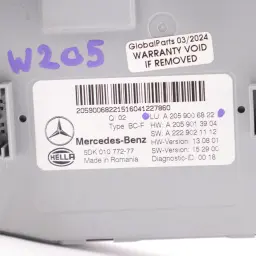 W205
GlobalParts 03/2024
WARRANTY VOID
IF REMOVED
2059006822151604122 7860
Q: 02
LU: A 205 900 68 22
Type: BC-F
HW: A 205 901 39 04
SW: A 222 902 11 12
Mercedes-Benz
HW-Version: 13 08 01
HELLA
5DK 010 772-77
SW-Version: 15 29 00
Made in Romania
Diagnostic-ID: 00 18